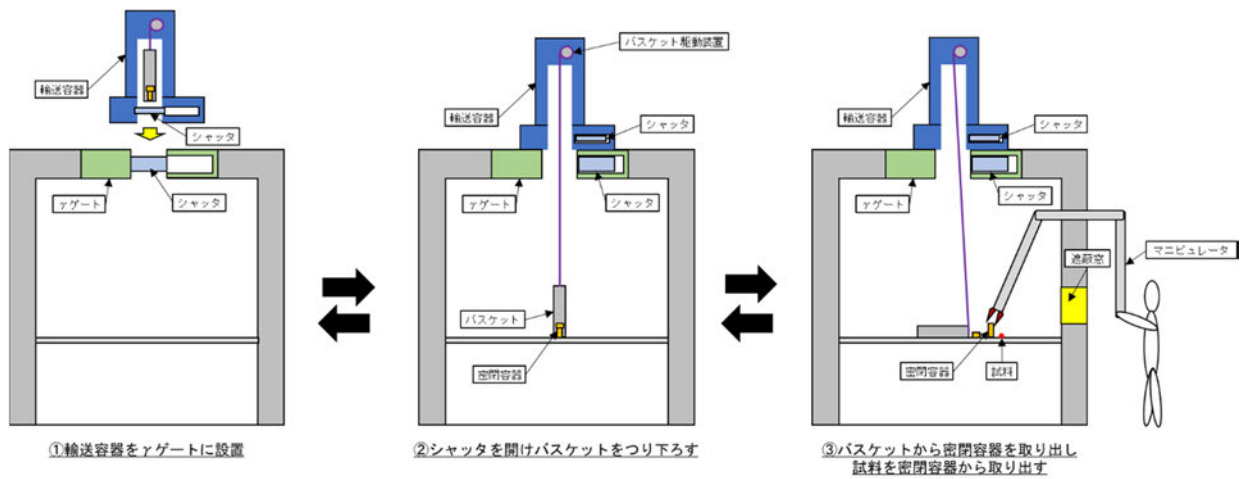 輸送容器
シャッタ
γゲート
シャッタ
①輸送容器をγゲートに設置
バスケット駆動装置
輸送容器
シャッタ
γゲート
シャッタ
バスケット
密閉容器
②シャッタを開けバスケットをつり下ろす
輸送容器
シャッタ
γゲート
シャッタ
マニピュレータ
遮蔽窓
密閉容器
試料
③バスケットから密閉容器を取り出し
試料を密閉容器から取り出す